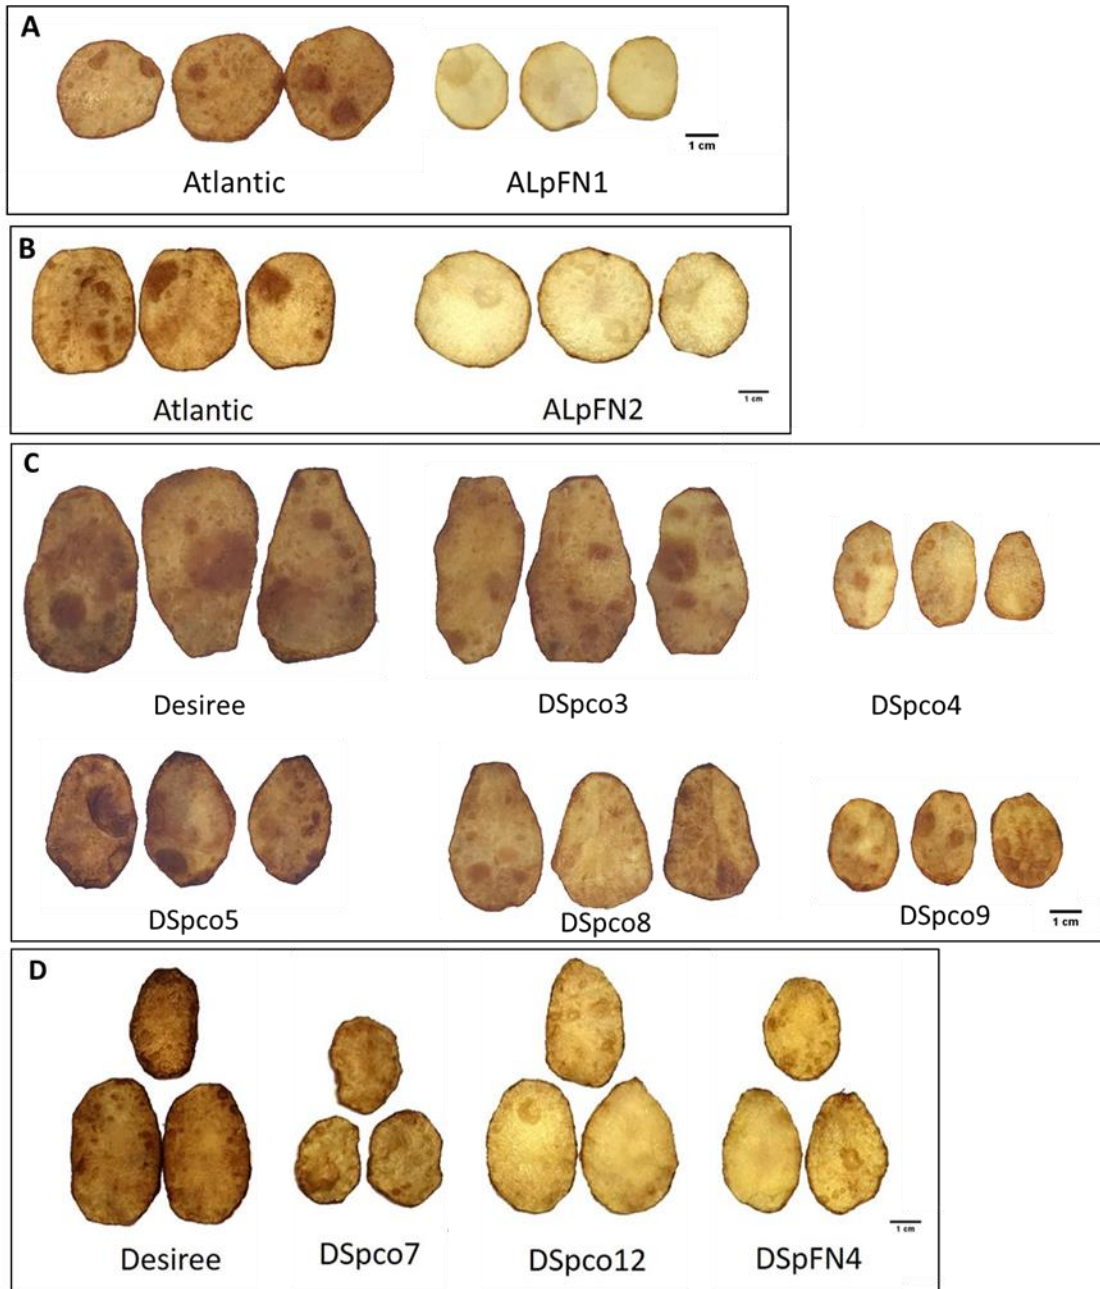 A
Atlantic
ALpFN1
1 cm
B
Atlantic
ALpFN2
1 cm
C
Desiree
DSpco3
DSpco4
DSpco5
DSpco8
DSpco9
1 cm
D
Desiree
DSpco7
DSpco12
DSpFN4
1 cm